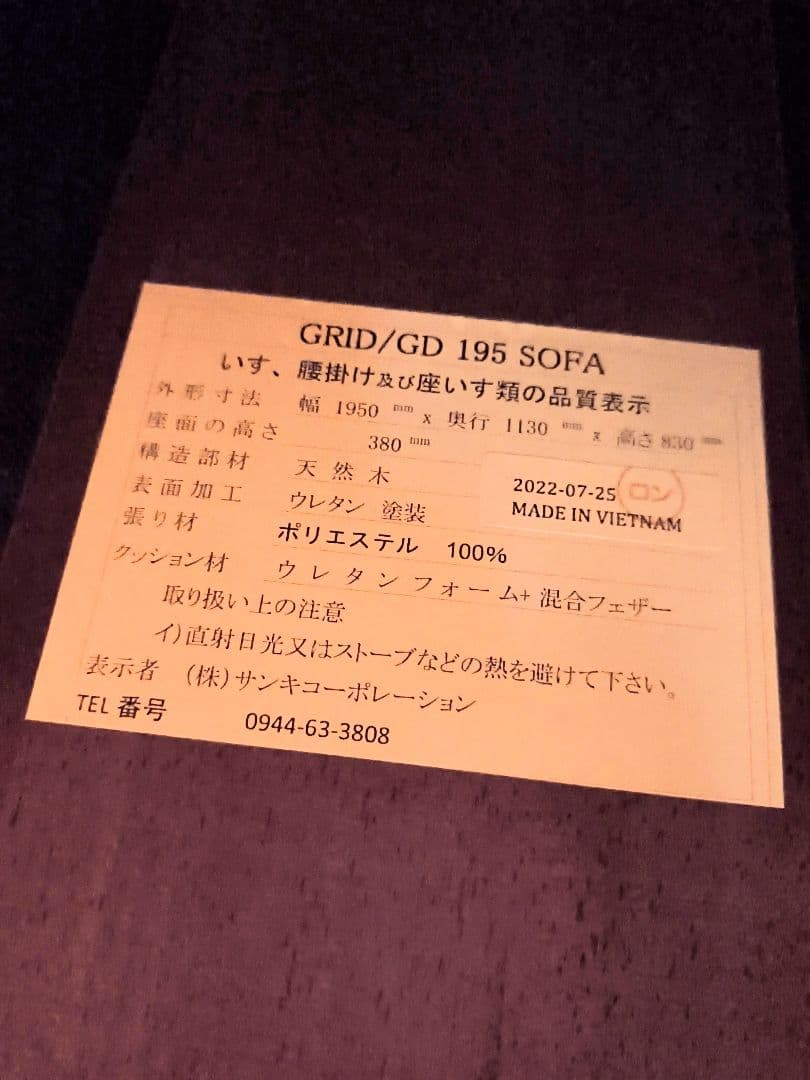 GRID/GD 195 SOFA
いす、腰掛け及び座いす類の品質表示
外形寸法 幅 1950 mm x 奥行 1130 mm x 高さ 830 mm
座面の高さ 380 mm
構造部材 天然木
表面加工 ウレタン 塗装
2022-07-25 ロン
MADE IN VIETNAM
張り材 ポリエステル 100%
クッション材 ウレタンフォーム+ 混合フェザー
取り扱い上の注意
イ)直射日光又はストーブなどの熱を避けて下さい。
表示者 (株)サンキコーポレーション
TEL 番号 0944-63-3808